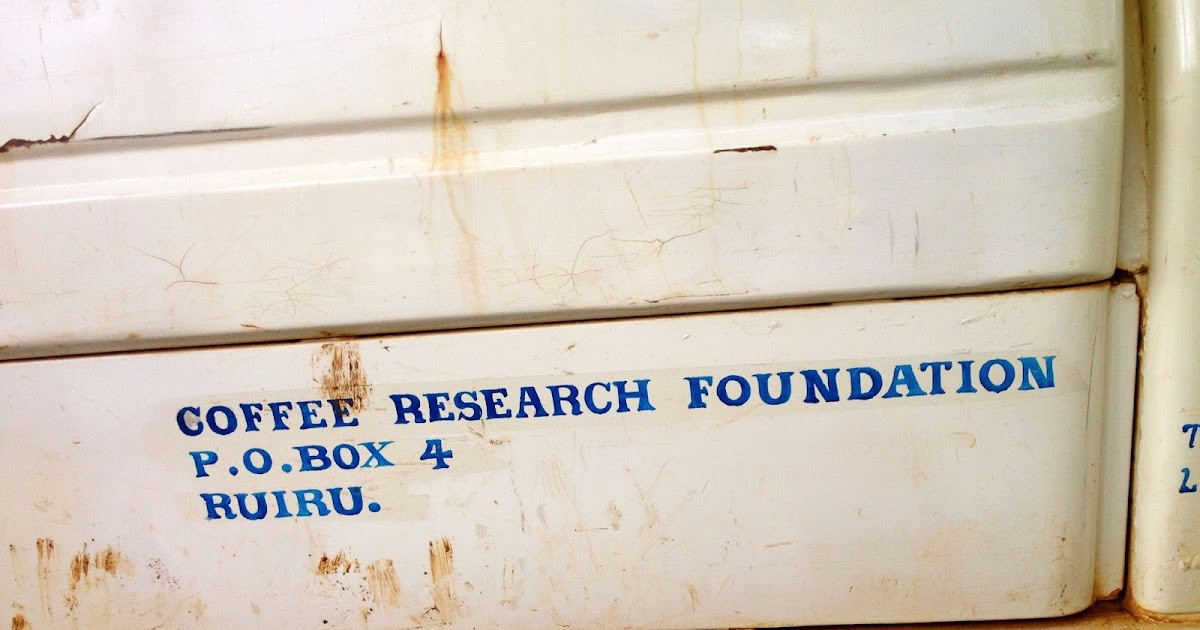 COFFEE RESEARCH FOUNDATION
P.O.BOX 4
RUIRU.